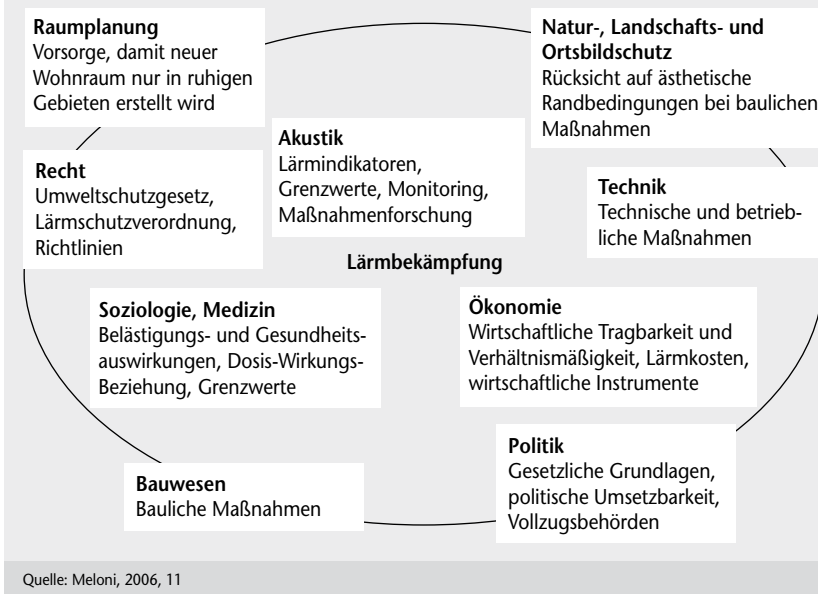 Raumplanung
Vorsorge, damit neuer
Wohnraum nur in ruhigen
Gebieten erstellt wird
Natur-, Landschafts- und
Ortsbildschutz
Rücksicht auf ästhetische
Randbedingungen bei baulichen
Maßnahmen
Akustik
Lärmindikatoren,
Grenzwerte, Monitoring,
Maßnahmenforschung
Recht
Umweltschutzgesetz,
Lärmschutzverordnung,
Richtlinien
Technik
Technische und betrieb-
liche Maßnahmen
Lärmbekämpfung
Soziologie, Medizin
Belästigungs- und Gesundheits-
auswirkungen, Dosis-Wirkungs-
Beziehung, Grenzwerte
Ökonomie
Wirtschaftliche Tragbarkeit und
Verhältnismäßigkeit, Lärmkosten,
wirtschaftliche Instrumente
Politik
Gesetzliche Grundlagen,
politische Umsetzbarkeit,
Vollzugsbehörden
Bauwesen
Bauliche Maßnahmen
Quelle: Meloni, 2006, 11